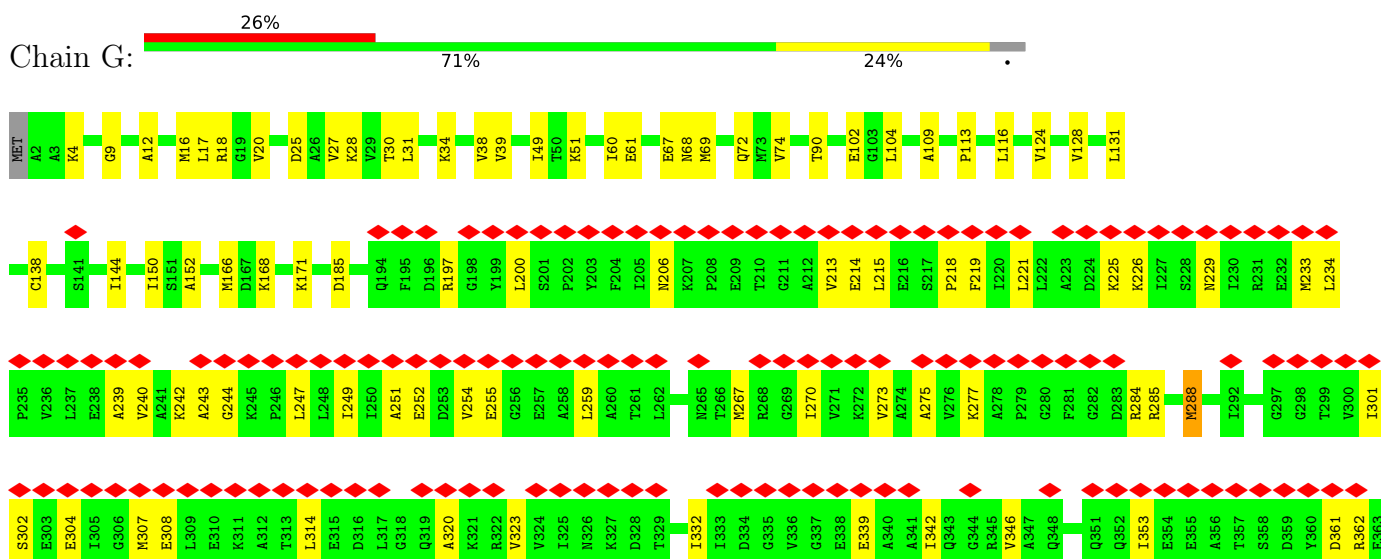 26%
Chain G:
71% 24% •
MET A2 A3 K4 G9 A12 M16 L17 R18 G19 V20 D25 A26 V27 K28 V29 T30 L31 K34 V38 V39 I49 T50 K51 I60 E61 E67 N68 M69 Q72 M73 V74 T90 E102 G103 L104 A109 P113 L116 V124 V128 L131
C138 S141 I144 I150 S151 A152 M166 D167 K168 K171 D185 Q194 F195 D196 R197 G198 Y199 L200 S201 P202 Y203 F204 I205 N206 K207 P208 E209 T210 G211 A212 V213 E214 L215 E216 S217 P218 F219 I220 L221 L222 A223 D224 K225 K226 I227 S228 N229 I230 R231 E232 M233 L234
P235 V236 L237 E238 A239 V240 A241 K242 A243 G244 K245 P246 L247 L248 I249 I250 A251 E252 D253 V254 E255 G256 E257 A258 L259 A260 T261 L262 N265 T266 M267 R268 G269 I270 V271 K272 V273 A274 A275 V276 K277 A278 P279 G280 F281 G282 D283 R284 R285 M288 I292 G297 G298 T299 V300 I301
S302 E303 E304 I305 G306 M307 E308 L309 E310 K311 A312 T313 L314 E315 D316 L317 G318 Q319 A320 K321 R322 V323 V324 I325 N326 K327 D328 T329 I332 I333 D334 G335 V336 G337 E338 E339 A340 A341 I342 Q343 G344 R345 V346 Q348 Q351 Q352 I353 E354 E355 A356 T357 S358 D359 Y360 D361 R362 E363